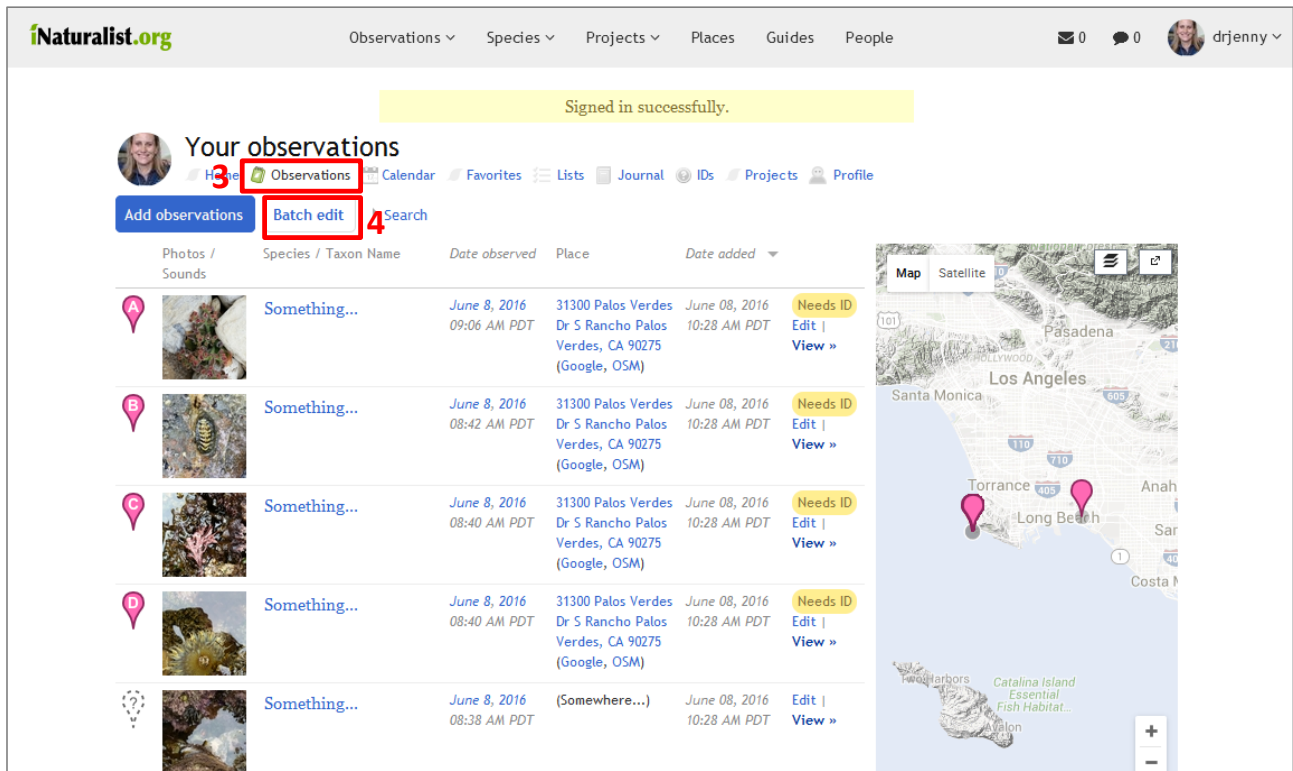 iNaturalist.org
Observations Species Projects Places Guides People
0 0 drjenny
Signed in successfully.
Your observations
3
Home Observations Calendar Favorites Lists Journal IDs Projects Profile
Add observations Batch edit 4 Search
Photos / Sounds Species / Taxon Name Date observed Place Date added
A
Something...
June 8, 2016
09:06 AM PDT
31300 Palos Verdes
Dr S Rancho Palos
Verdes, CA 90275
(Google, OSM)
June 08, 2016
10:28 AM PDT
Needs ID
Edit |
View »
B
Something...
June 8, 2016
08:42 AM PDT
31300 Palos Verdes
Dr S Rancho Palos
Verdes, CA 90275
(Google, OSM)
June 08, 2016
10:28 AM PDT
Needs ID
Edit |
View »
C
Something...
June 8, 2016
08:40 AM PDT
31300 Palos Verdes
Dr S Rancho Palos
Verdes, CA 90275
(Google, OSM)
June 08, 2016
10:28 AM PDT
Needs ID
Edit |
View »
D
Something...
June 8, 2016
08:40 AM PDT
31300 Palos Verdes
Dr S Rancho Palos
Verdes, CA 90275
(Google, OSM)
June 08, 2016
10:28 AM PDT
Needs ID
Edit |
View »
?
Something...
June 8, 2016
08:38 AM PDT
(Somewhere...)
June 08, 2016
10:28 AM PDT
Edit |
View »
Map Satellite
101
Pasadena
HOLLYWOOD
Los Angeles
Santa Monica
605
110
710
Torrance 405
Long Beach
1
Two Harbors
Catalina Island
Essential
Fish Habitat...
Avalon
+
−